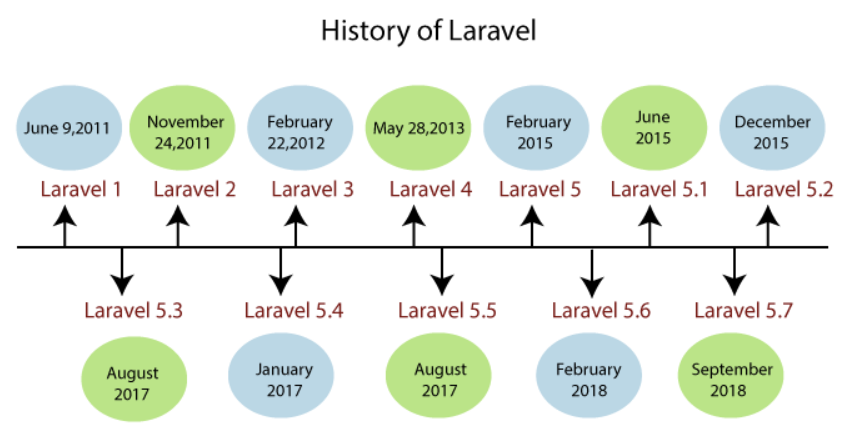 History of Laravel
June 9,2011
November
24,2011
February
22,2012
May 28,2013
February
2015
June
2015
December
2015
Laravel 1
Laravel 2
Laravel 3
Laravel 4
Laravel 5
Laravel 5.1
Laravel 5.2
Laravel 5.3
Laravel 5.4
Laravel 5.5
Laravel 5.6
Laravel 5.7
August
2017
January
2017
August
2017
February
2018
September
2018